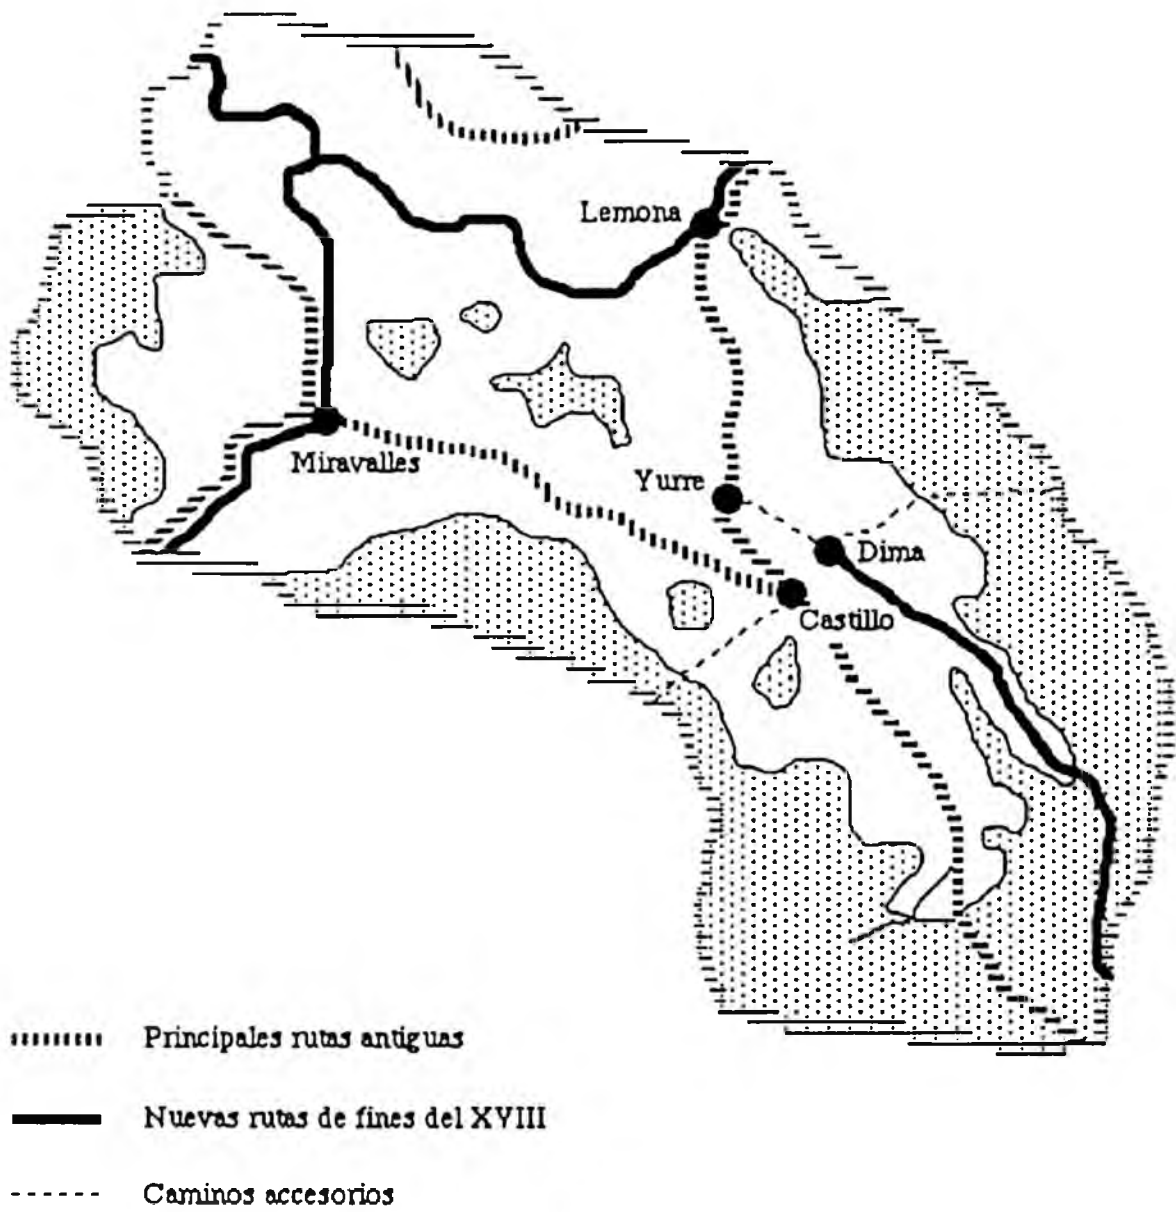 Lemona
Miravalles
Yurre
Dima
Castillo
Principales rutas antiguas
Nuevas rutas de fines del XVIII
Caminos accesorios